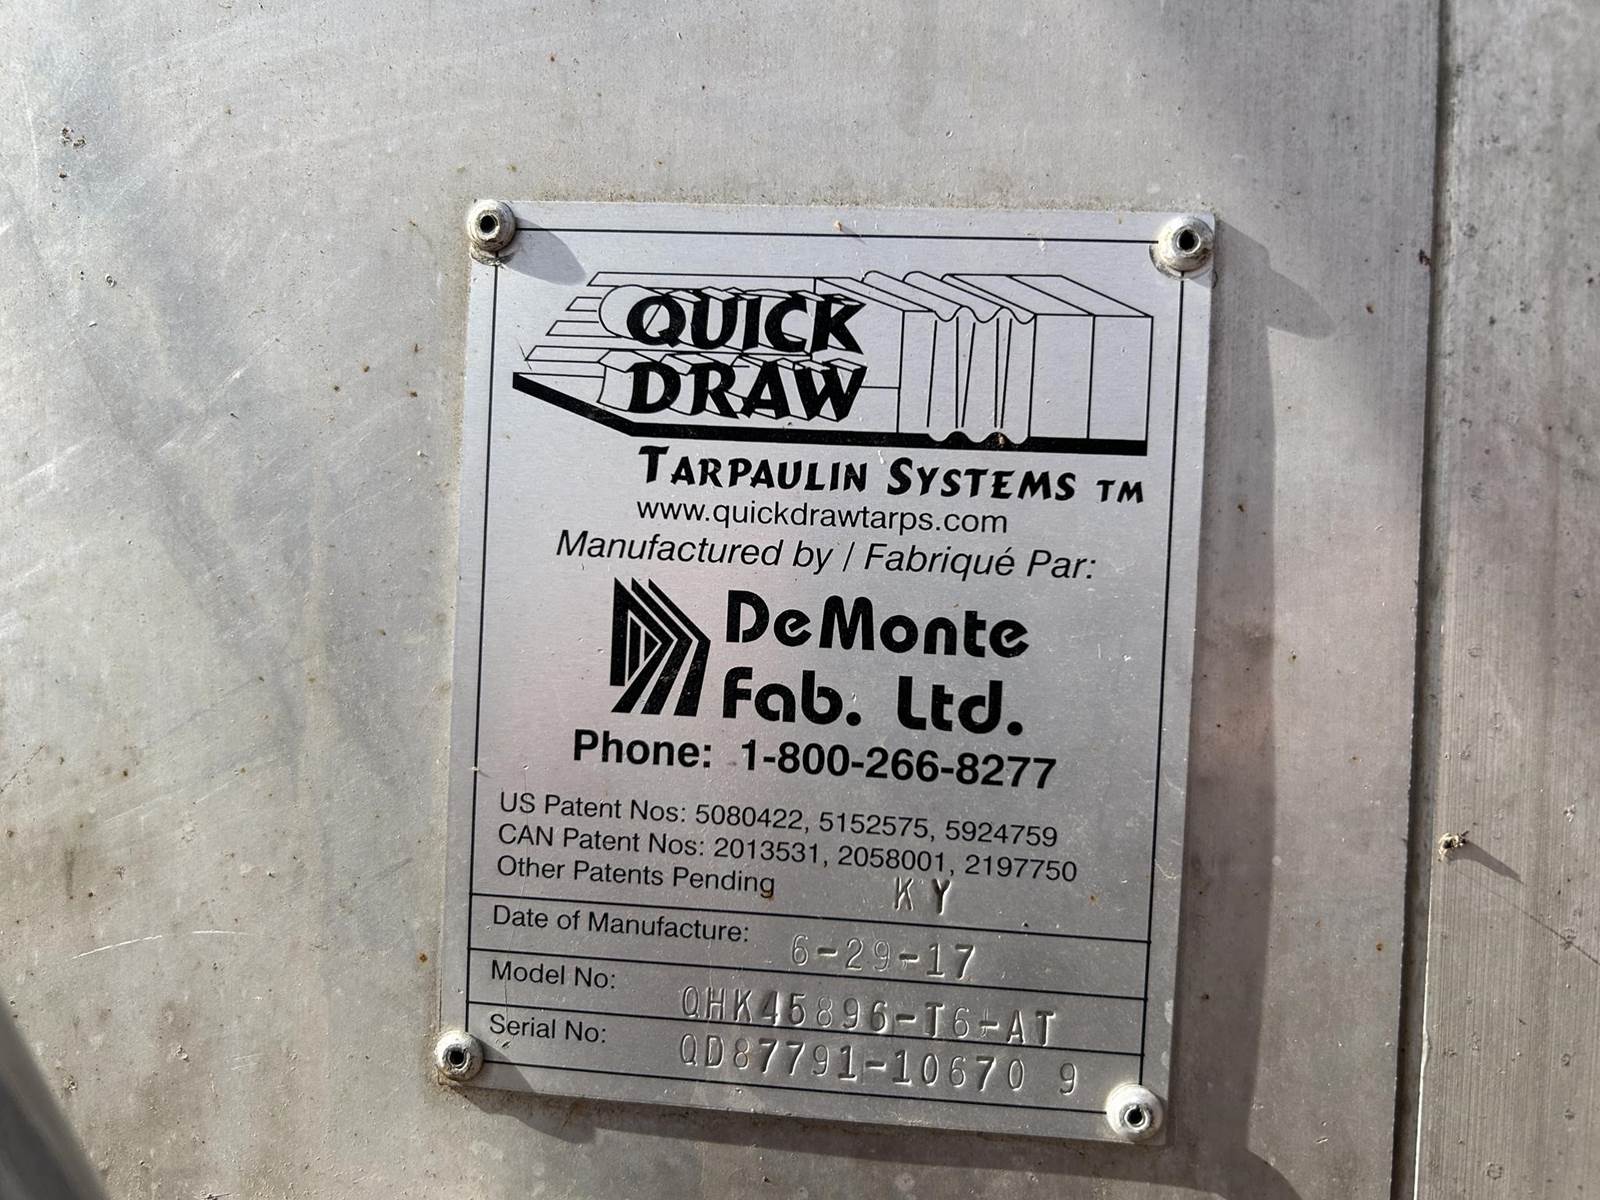 QUICK
DRAW
TARPAULIN SYSTEMS TM
www.quickdrawtarps.com
Manufactured by / Fabriqué Par:
DeMonte
Fab. Ltd.
Phone: 1-800-266-8277
US Patent Nos: 5080422, 5152575, 5924759
CAN Patent Nos: 2013531, 2058001, 2197750
Other Patents Pending
KY
Date of Manufacture: 6-29-17
Model No: QHK45896-T6-AT
Serial No: QD87791-10670 9